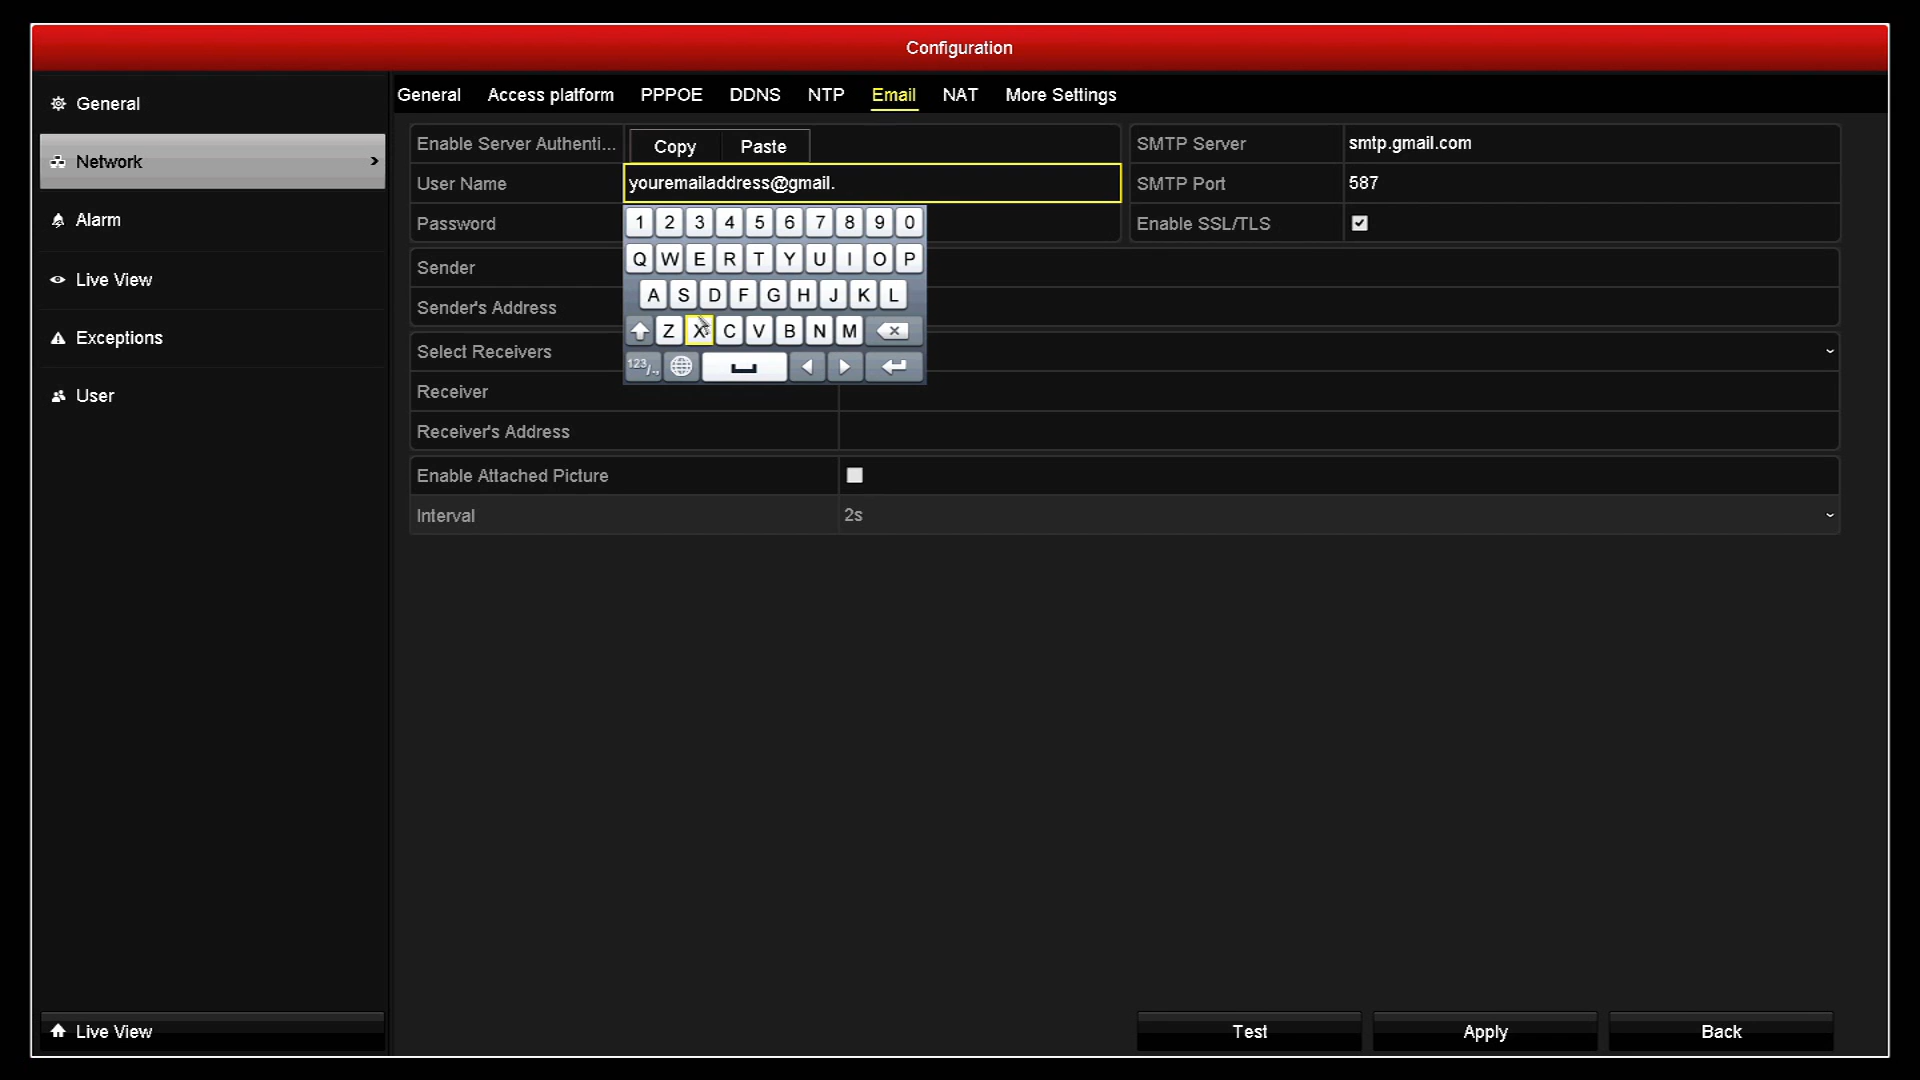 Configuration
General
Network >
Alarm
Live View
Exceptions
User
Live View
General Access platform PPPOE DDNS NTP Email NAT More Settings
Enable Server Authenti...
Copy Paste
User Name youremailaddress@gmail.
Password
SMTP Server smtp.gmail.com
SMTP Port 587
Enable SSL/TLS
1 2 3 4 5 6 7 8 9 0
Q W E R T Y U I O P
A S D F G H J K L
Z X C V B N M
123/.,
Sender
Sender's Address
Select Receivers
Receiver
Receiver's Address
Enable Attached Picture
Interval 2s
Test Apply Back